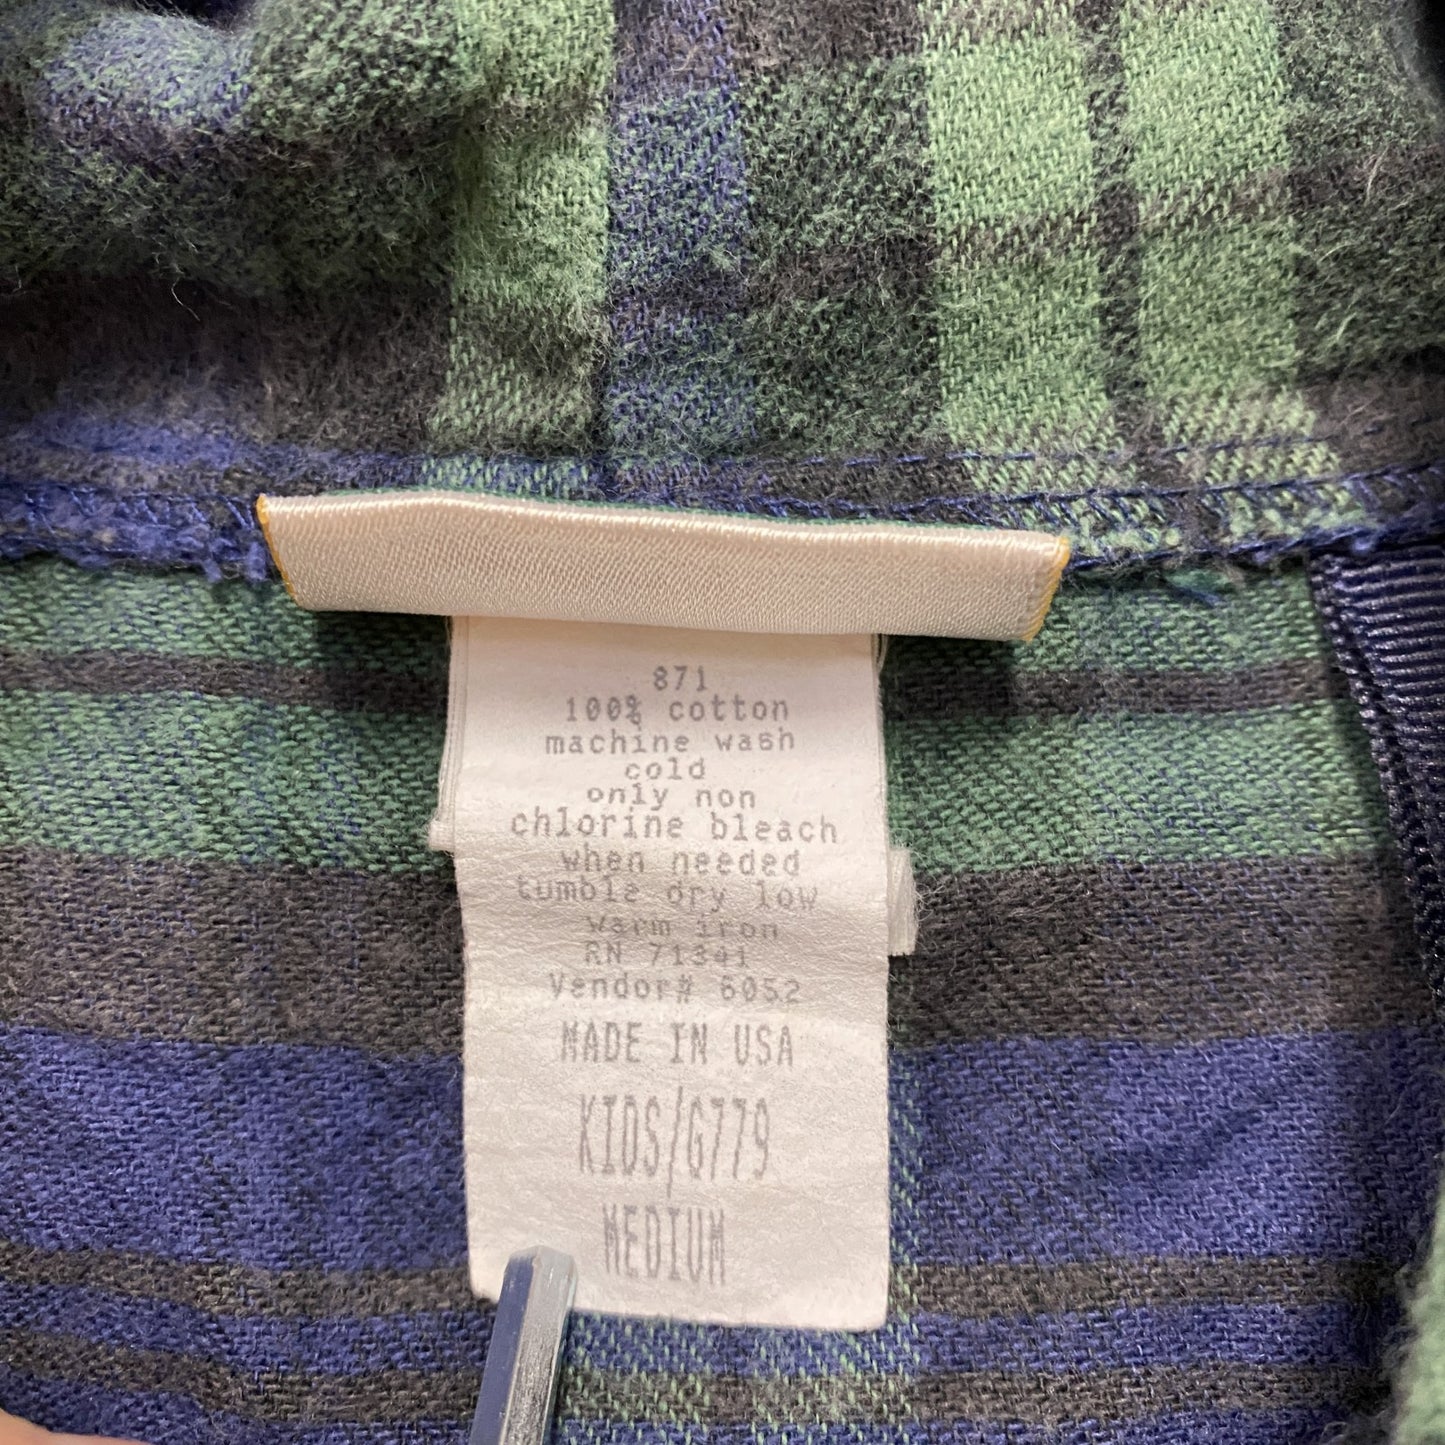 871
100% cotton
machine wash
cold
only non
chlorine bleach
when needed
tumble dry low
warm iron
RN 71341
Vendor# 6052
MADE IN USA
KIDS/G779
MEDIUM